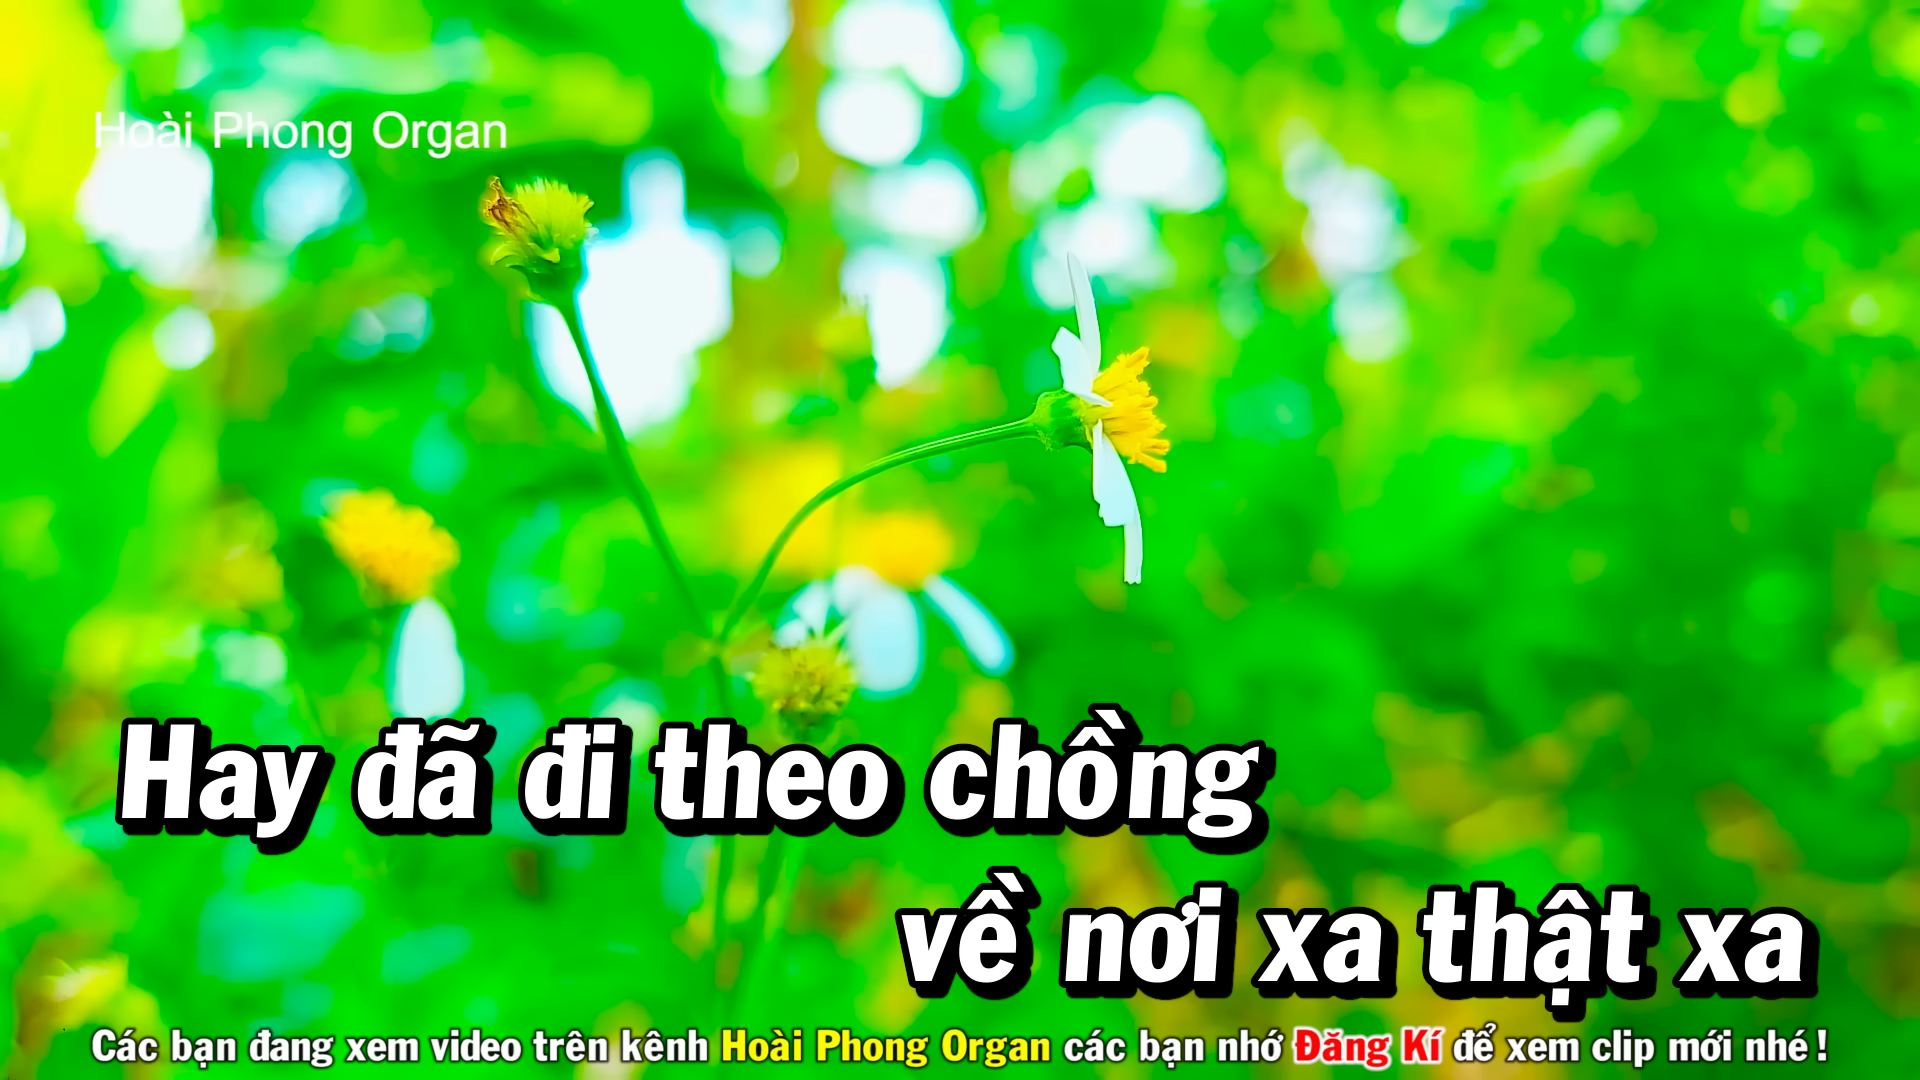 Hoài Phong Organ
Hay đã đi theo chồng
về nơi xa thật xa
Các bạn đang xem video trên kênh Hoài Phong Organ các bạn nhớ Đăng Kí để xem clip mới nhé !